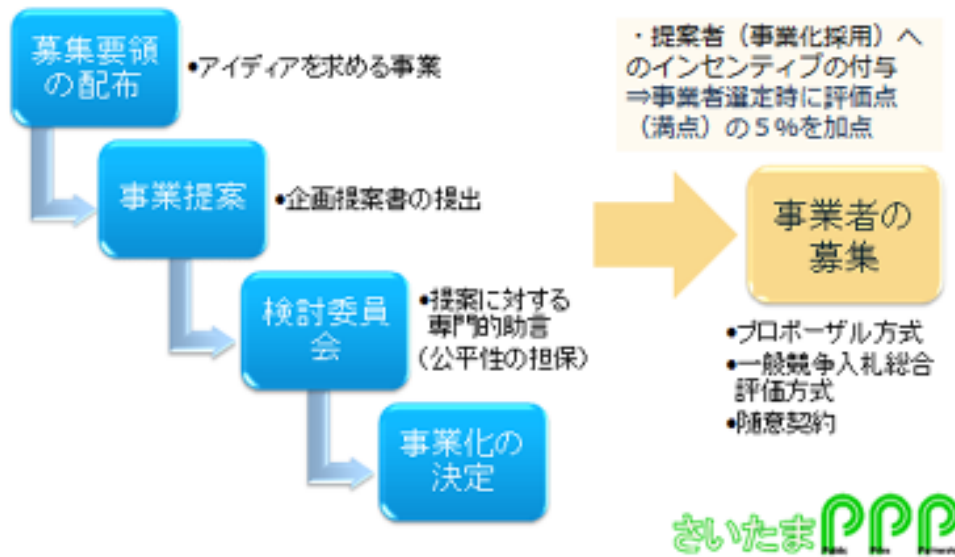 募集要領
の配布
•アイディアを求める事業
事業提案
•企画提案書の提出
検討委員
会
•提案に対する
専門的助言
(公平性の担保)
事業化の
決定
・提案者(事業化採用)へ
のインセンティブの付与
⇒事業者選定時に評価点
(満点)の5%を加点
事業者の
募集
•プロポーザル方式
•一般競争入札総合
評価方式
•随意契約
さいたまPPP
Public